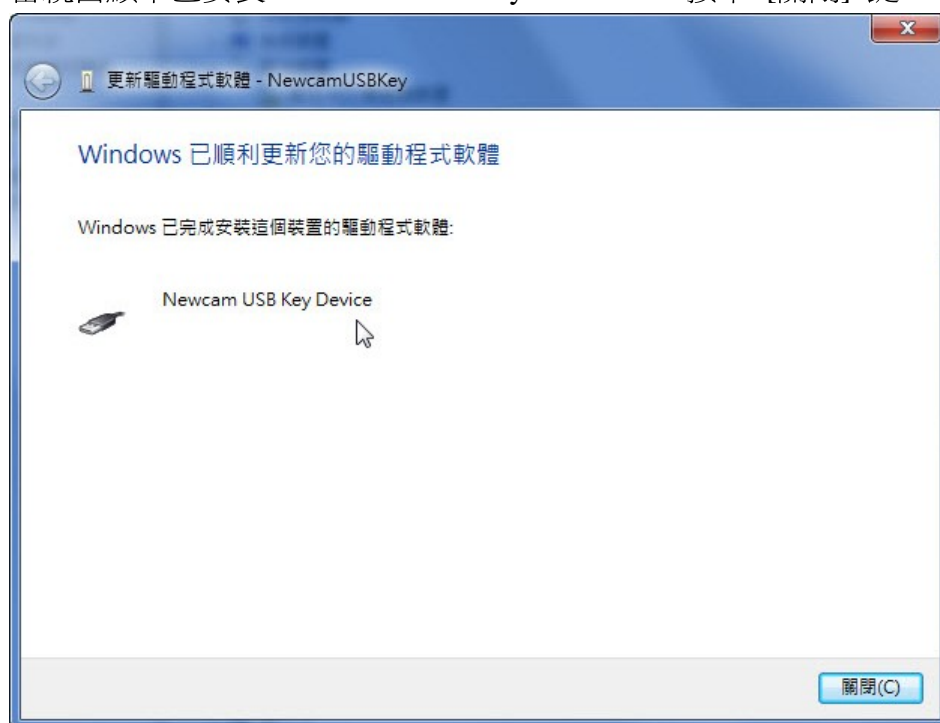 更新驅動程式軟體 - NewcamUSBKey
Windows 已順利更新您的驅動程式軟體
Windows 已完成安裝這個裝置的驅動程式軟體:
Newcam USB Key Device
關閉(C)